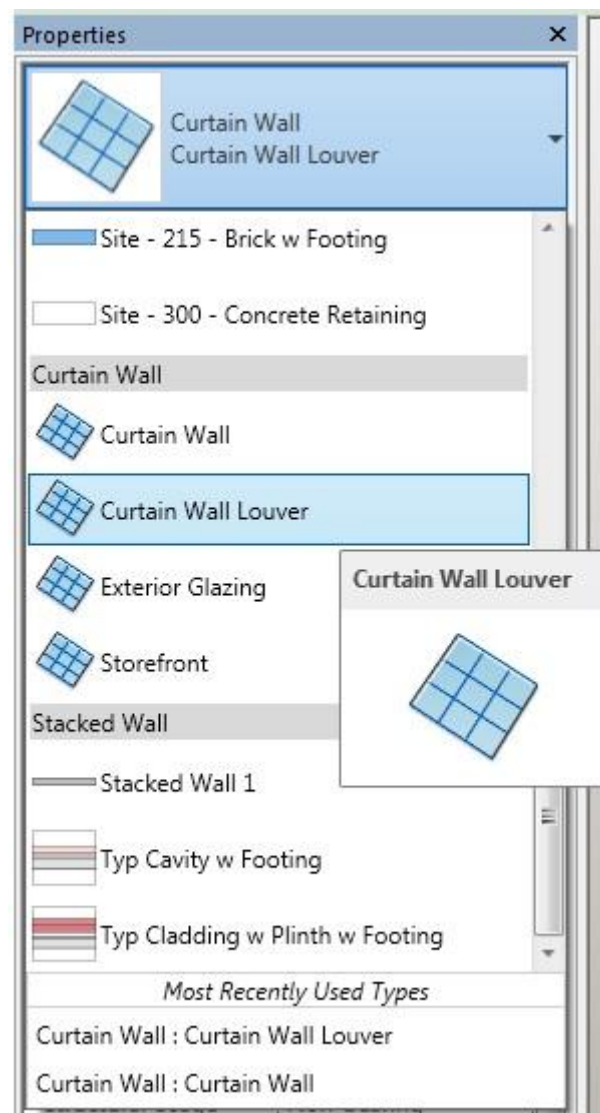 Properties
Curtain Wall
Curtain Wall Louver
Site - 215 - Brick w Footing
Site - 300 - Concrete Retaining
Curtain Wall
Curtain Wall
Curtain Wall Louver
Exterior Glazing
Curtain Wall Louver
Storefront
Stacked Wall
Stacked Wall 1
Typ Cavity w Footing
Typ Cladding w Plinth w Footing
Most Recently Used Types
Curtain Wall : Curtain Wall Louver
Curtain Wall : Curtain Wall